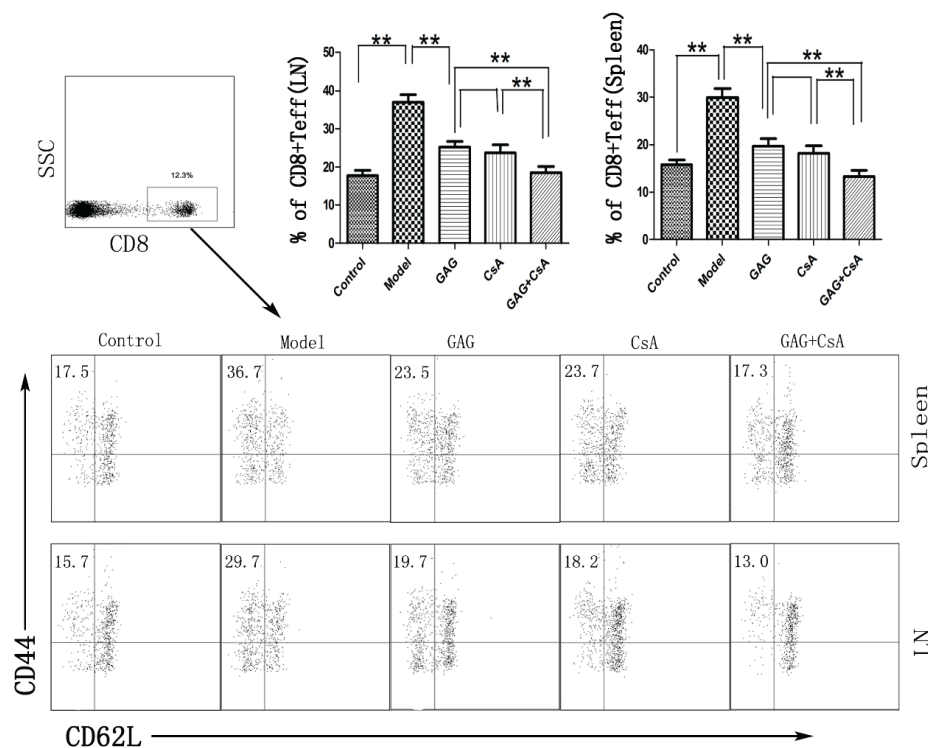 SSC
12.3%
CD8
% of CD8+Teff(LN)
50
40
30
20
10
0
** ** ** **
Control Model GAG CsA GAG+CsA
% of CD8+Teff(Spleen)
40
30
20
10
0
** ** ** **
Control Model GAG CsA GAG+CsA
Control Model GAG CsA GAG+CsA
17.5 36.7 23.5 23.7 17.3
Spleen
15.7 29.7 19.7 18.2 13.0
LN
CD44
CD62L